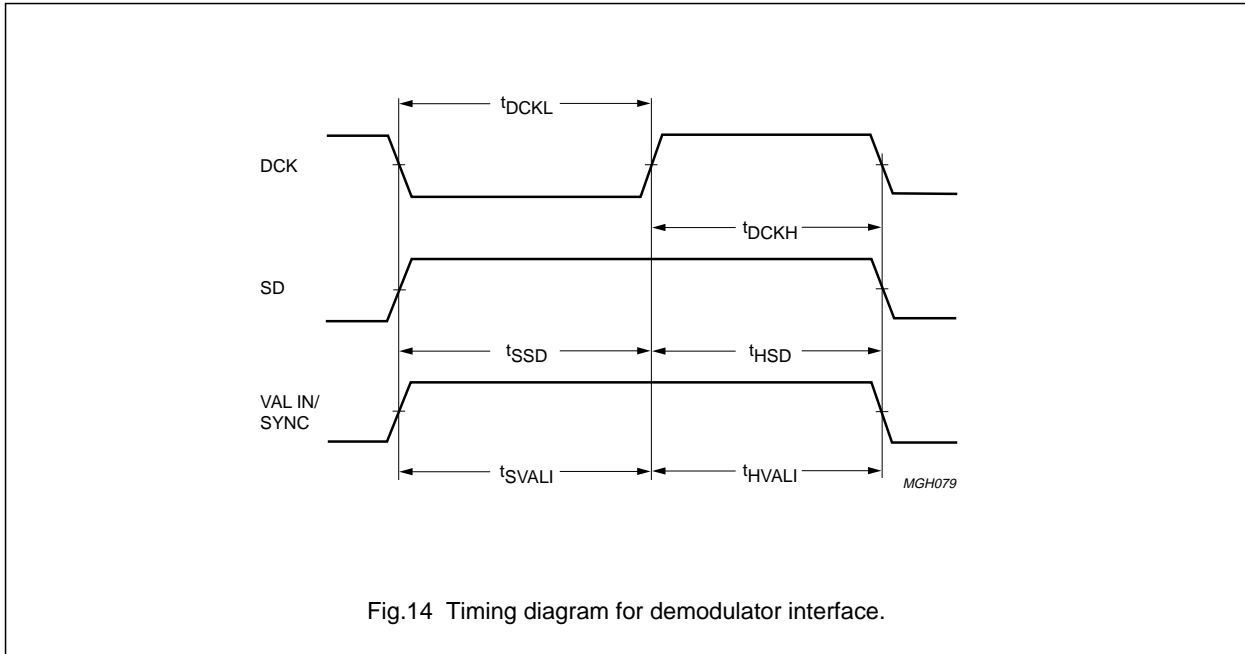 tDCKL
DCK
tDCKH
SD
tSSD
tHSD
VAL IN/
SYNC
tSVALI
tHVALI
MGH079
Fig.14 Timing diagram for demodulator interface.